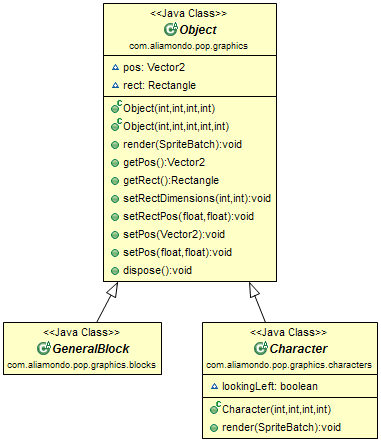 <<Java Class>>
Object
com.aliamondo.pop.graphics
pos: Vector2
rect: Rectangle
Object(int,int,int,int)
Object(int,int,int,int,int)
render(SpriteBatch):void
getPos():Vector2
getRect():Rectangle
setRectDimensions(int,int):void
setRectPos(float,float):void
setPos(Vector2):void
setPos(float,float):void
dispose():void
<<Java Class>>
GeneralBlock
com.aliamondo.pop.graphics.blocks
<<Java Class>>
Character
com.aliamondo.pop.graphics.characters
lookingLeft: boolean
Character(int,int,int,int)
render(SpriteBatch):void